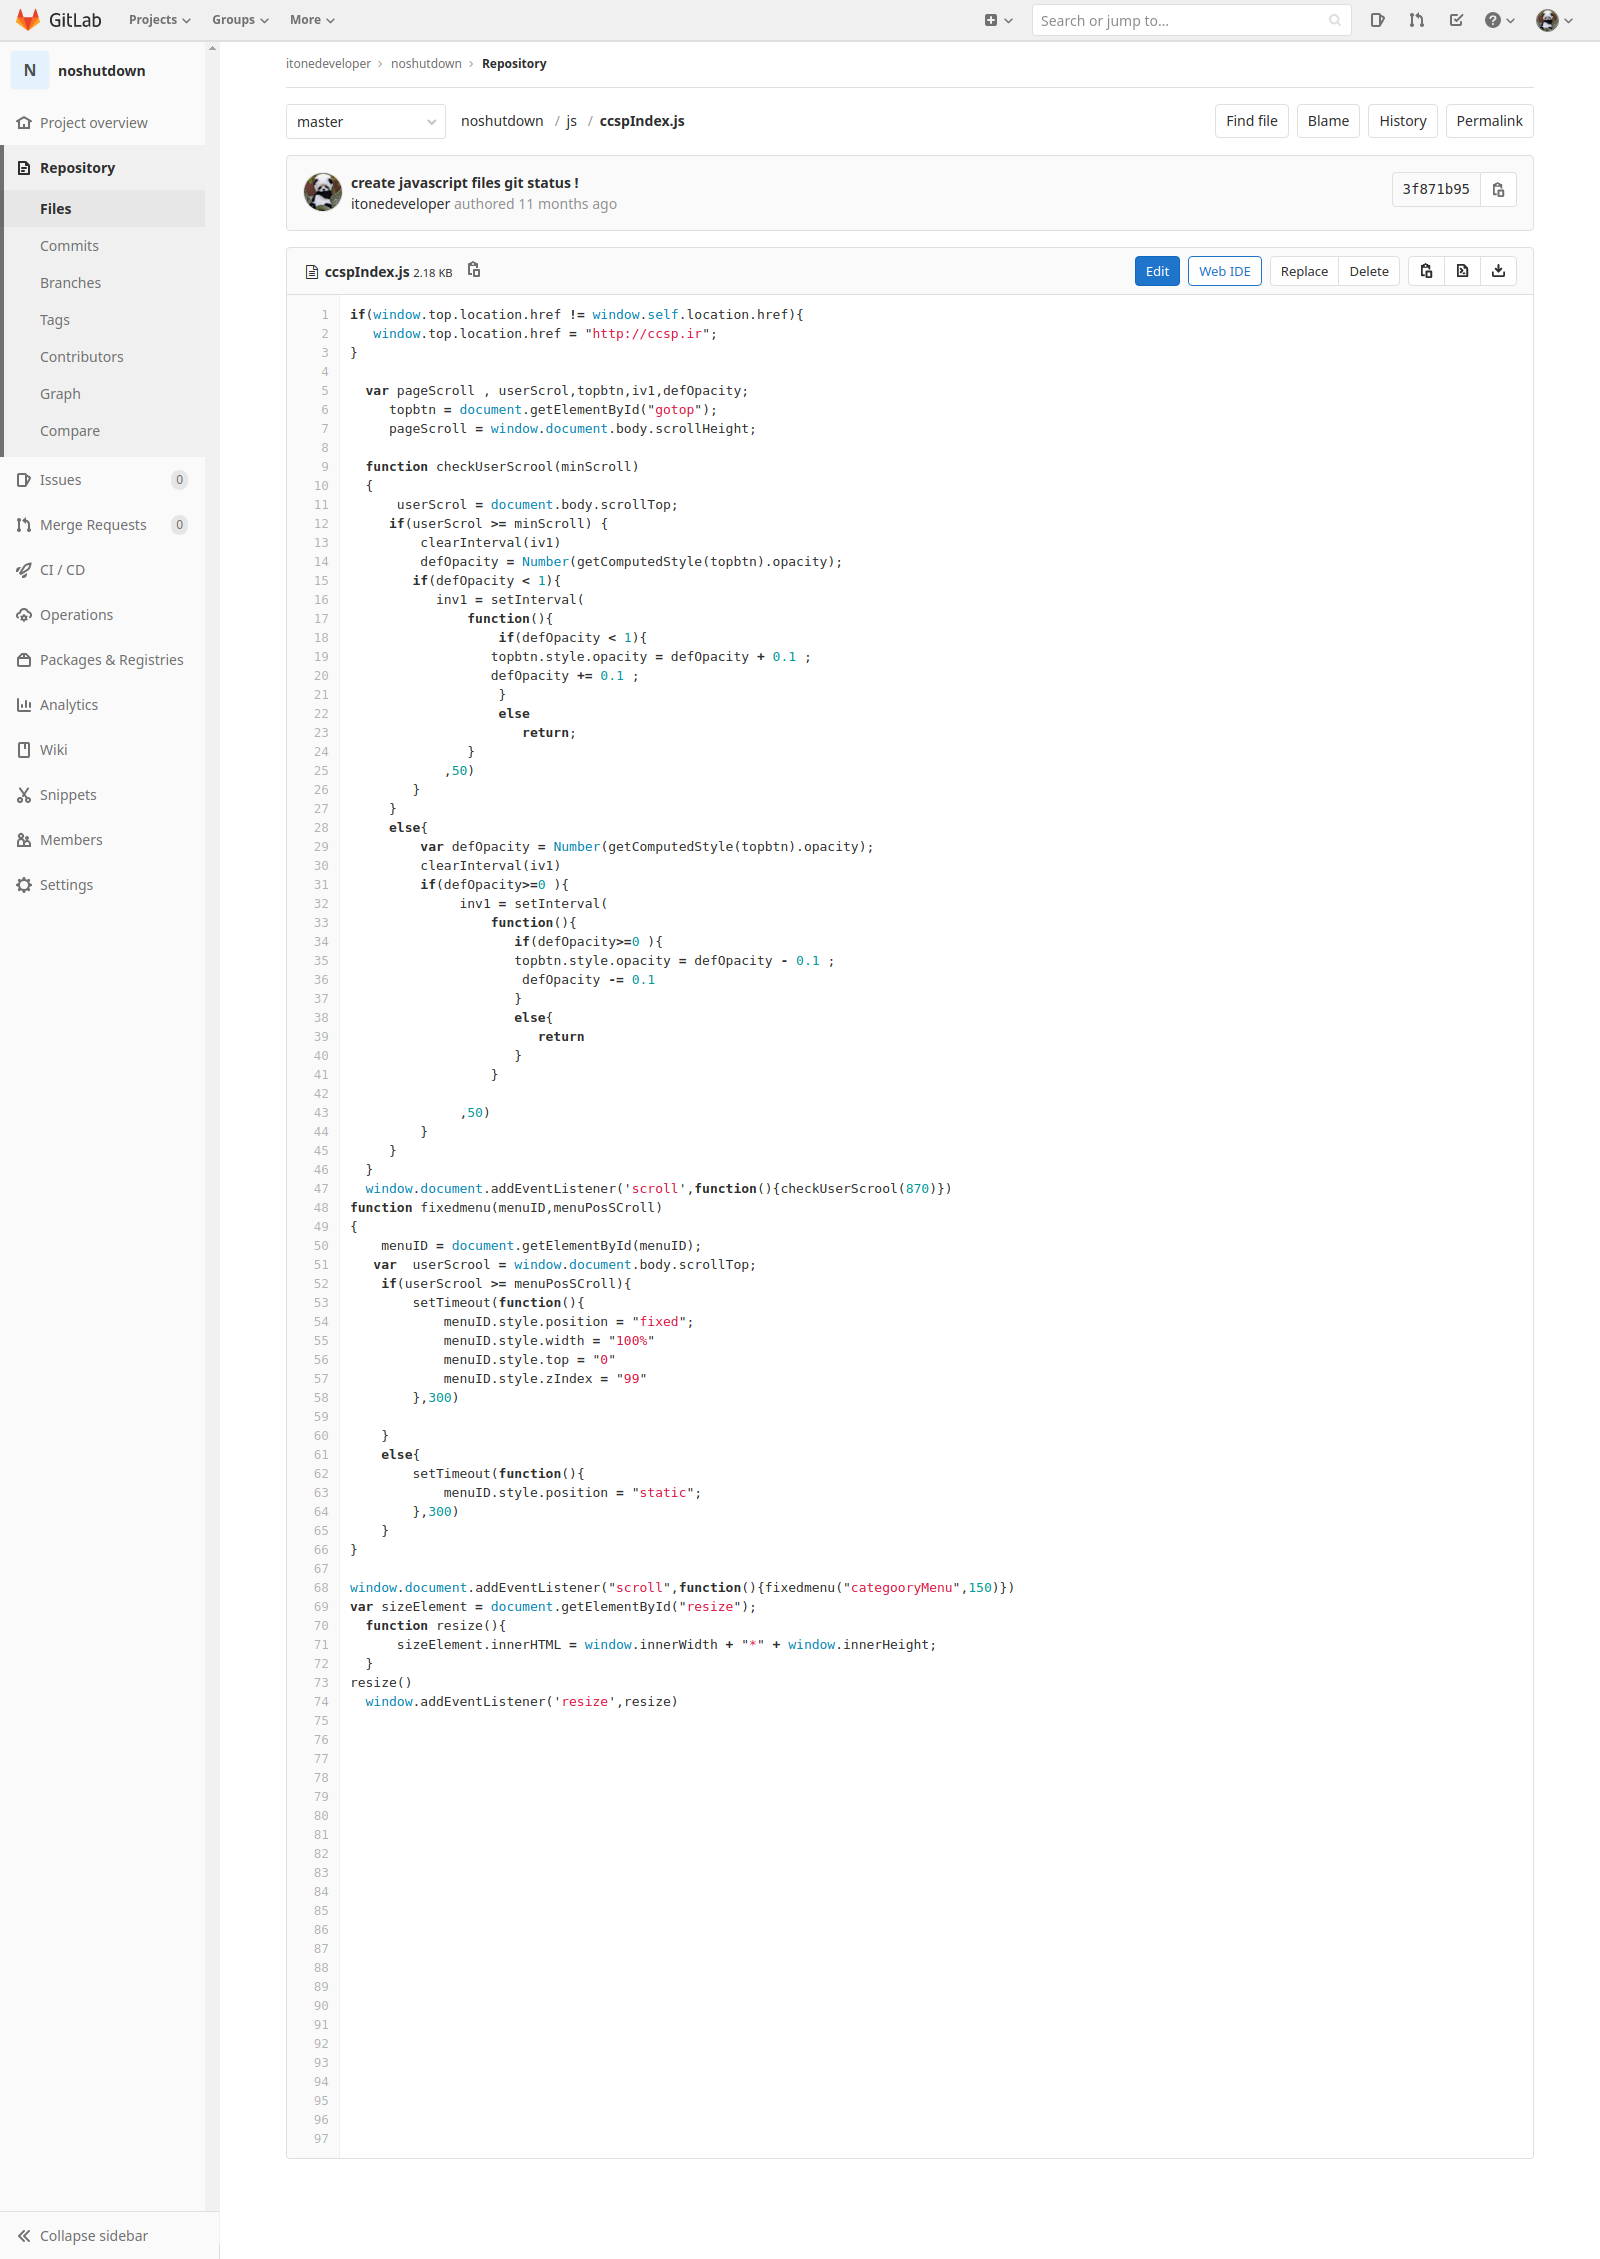 GitLab Projects Groups More Search or jump to...
N noshutdown
Project overview
Repository
Files
Commits
Branches
Tags
Contributors
Graph
Compare
Issues 0
Merge Requests 0
CI / CD
Operations
Packages & Registries
Analytics
Wiki
Snippets
Members
Settings
Collapse sidebar
itonedeveloper > noshutdown > Repository
master noshutdown / js / ccspIndex.js Find file Blame History Permalink
create javascript files git status !
itonedeveloper authored 11 months ago
3f871b95
ccspIndex.js 2.18 KB Edit Web IDE Replace Delete
1 if(window.top.location.href != window.self.location.href){
2    window.top.location.href = "http://ccsp.ir";
3 }
4
5   var pageScroll , userScrol,topbtn,iv1,defOpacity;
6      topbtn = document.getElementById("gotop");
7      pageScroll = window.document.body.scrollHeight;
8
9   function checkUserScrool(minScroll)
10   {
11       userScrol = document.body.scrollTop;
12      if(userScrol >= minScroll) {
13          clearInterval(iv1)
14          defOpacity = Number(getComputedStyle(topbtn).opacity);
15         if(defOpacity < 1){
16            inv1 = setInterval(
17                function(){
18                    if(defOpacity < 1){
19                   topbtn.style.opacity = defOpacity + 0.1 ;
20                   defOpacity += 0.1 ;
21                    }
22                    else
23                       return;
24                }
25             ,50)
26         }
27      }
28      else{
29          var defOpacity = Number(getComputedStyle(topbtn).opacity);
30          clearInterval(iv1)
31          if(defOpacity>=0 ){
32               inv1 = setInterval(
33                   function(){
34                      if(defOpacity>=0 ){
35                      topbtn.style.opacity = defOpacity - 0.1 ;
36                       defOpacity -= 0.1
37                      }
38                      else{
39                         return
40                      }
41                   }
42
43               ,50)
44          }
45      }
46   }
47   window.document.addEventListener('scroll',function(){checkUserScrool(870)})
48 function fixedmenu(menuID,menuPosSCroll)
49 {
50     menuID = document.getElementById(menuID);
51    var  userScrool = window.document.body.scrollTop;
52     if(userScrool >= menuPosSCroll){
53         setTimeout(function(){
54             menuID.style.position = "fixed";
55             menuID.style.width = "100%"
56             menuID.style.top = "0"
57             menuID.style.zIndex = "99"
58         },300)
59
60     }
61     else{
62         setTimeout(function(){
63             menuID.style.position = "static";
64         },300)
65     }
66 }
67
68 window.document.addEventListener("scroll",function(){fixedmenu("categooryMenu",150)})
69 var sizeElement = document.getElementById("resize");
70   function resize(){
71       sizeElement.innerHTML = window.innerWidth + "*" + window.innerHeight;
72   }
73 resize()
74   window.addEventListener('resize',resize)
75
76
77
78
79
80
81
82
83
84
85
86
87
88
89
90
91
92
93
94
95
96
97